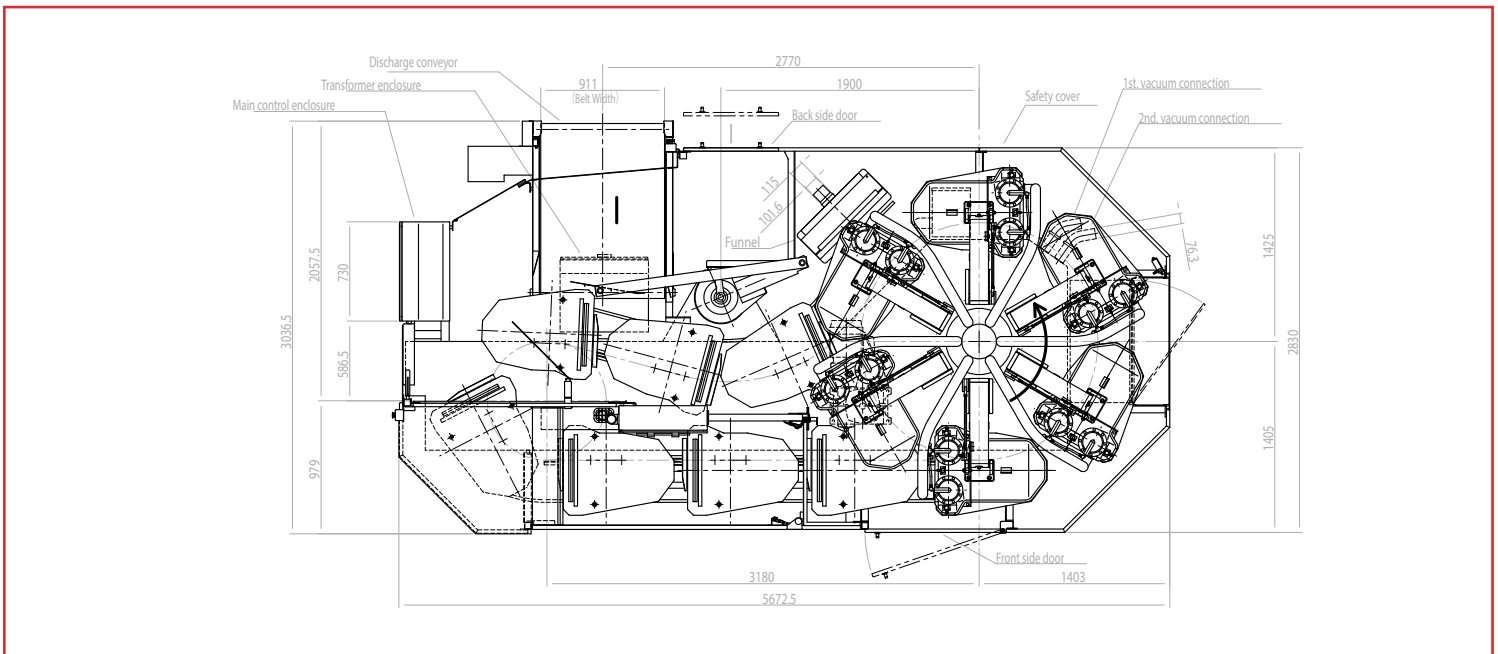 2770
Discharge conveyor
911
(Belt Width)
1900
Transformer enclosure
1st. vacuum connection
Main control enclosure
Safety cover
Back side door
2nd. vacuum connection
115
101.6
Funnel
76.3
3036.5
2057.5
730
586.5
979
1425
2830
1405
Front side door
3180
1403
5672.5